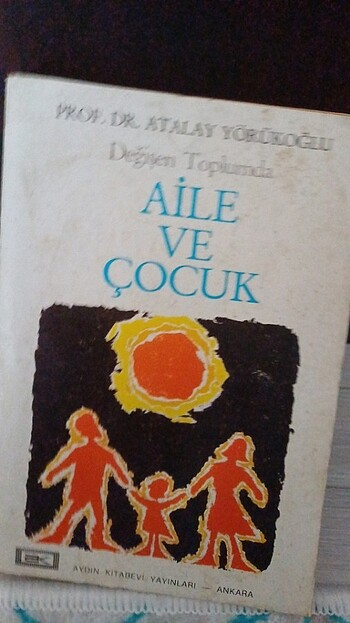 PROF. DR. ATALAY YÖRÜKOĞLU
Değişen Toplumda
AİLE
VE
ÇOCUK
AYDIN KİTABEVİ YAYINLARI — ANKARA